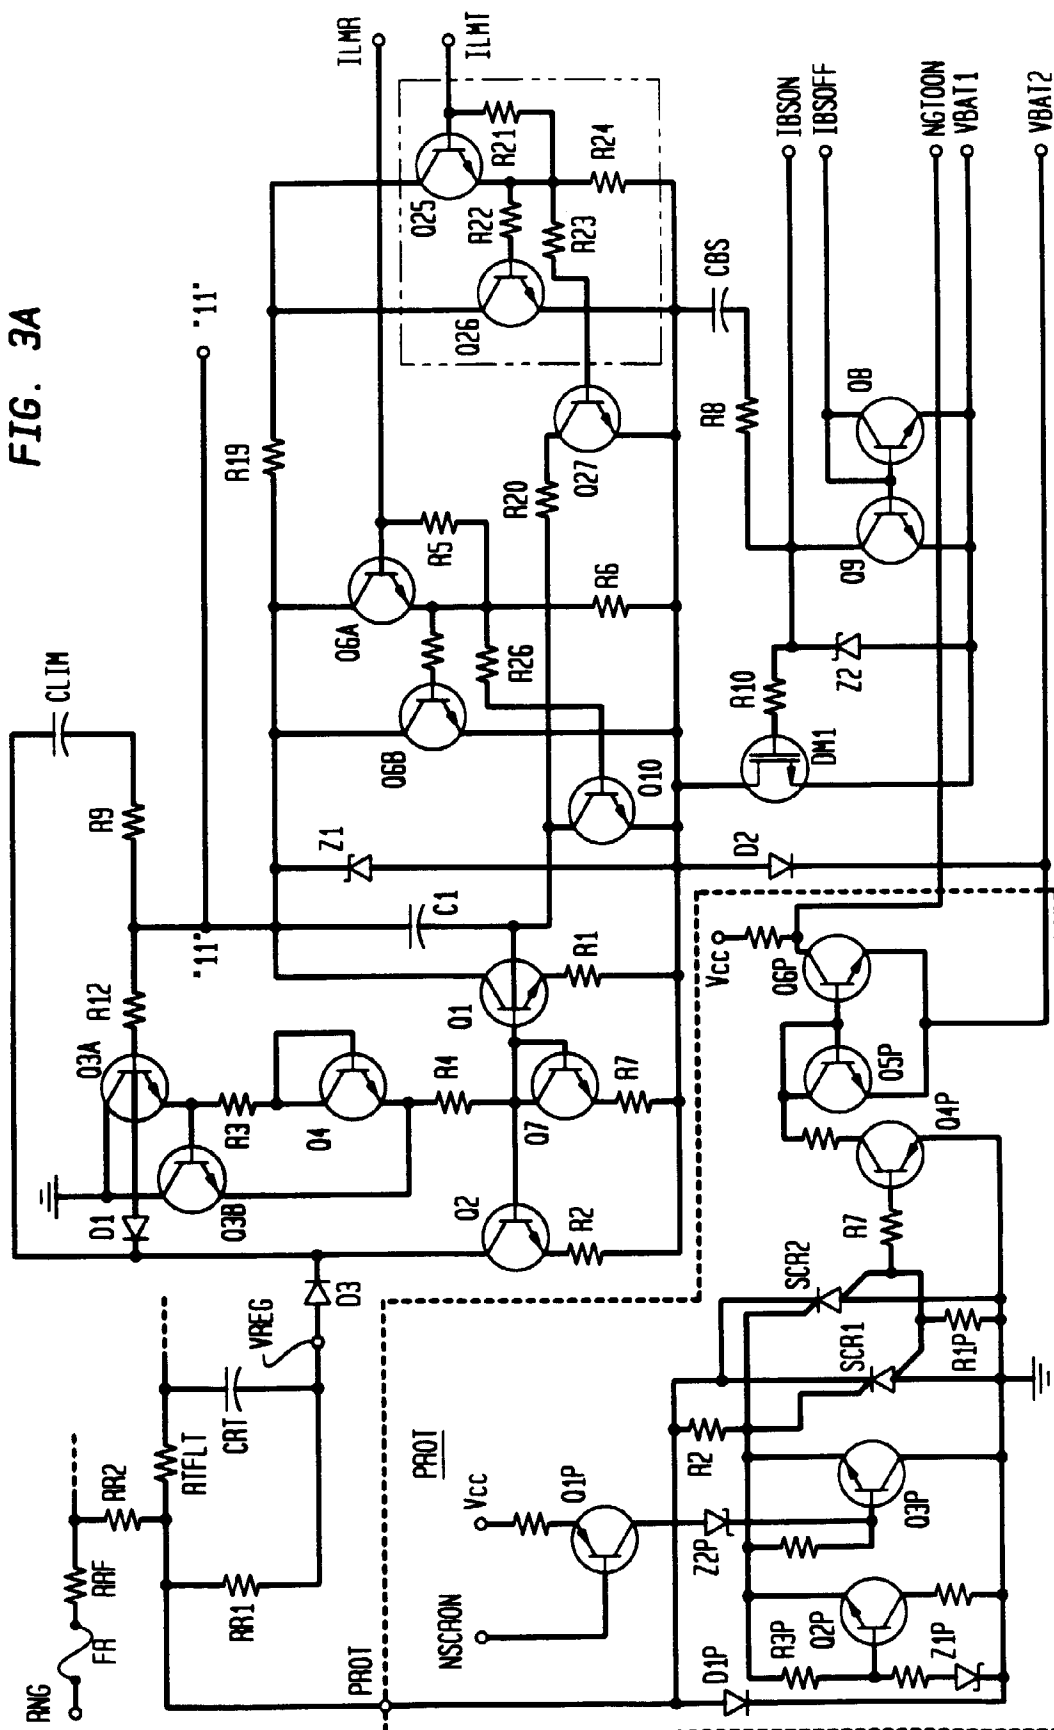 FIG. 3A
RNG
FR
RRF
RR2
RTFLT
RR1
CRT
VREG
D3
PROT
D1
Q3A
R12
R9
CLIM
Q3B
R3
Q4
R4
Q2
R2
Q7
R7
Q1
R1
C1
"11"
"11"
Z1
R19
Q6A
Q6B
R5
R26
R6
Q10
R20
Q27
Q25
Q26
R21
R22
R23
R24
ILMR
ILMT
CBS
R8
D2
DM1
R10
Z2
Q9
Q8
IBSON
IBSOFF
NGTOON
VBAT1
VBAT2
PROT
NSCRON
Vcc
Q1P
Z2P
D1P
R3P
Q2P
Z1P
Q3P
R2
SCR1
SCR2
R1P
R7
Q4P
Q5P
Q6P
Vcc